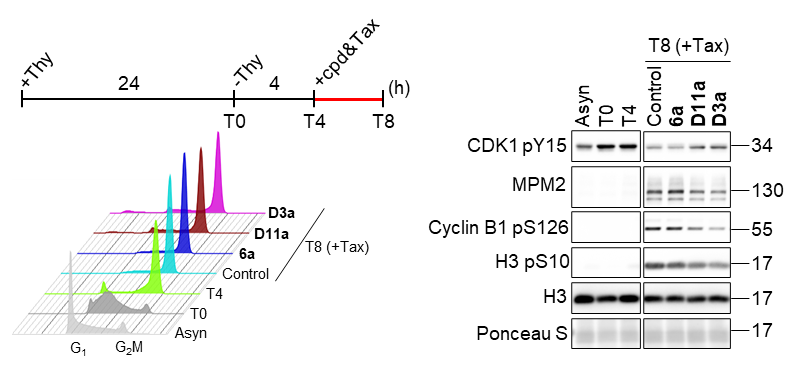 +Thy
24
-Thy
4
+cpd&Tax
(h)
T0
T4
T8
D3a
D11a
6a
Control
T8 (+Tax)
T4
T0
Asyn
G1
G2M
T8 (+Tax)
Asyn
T0
T4
Control
6a
D11a
D3a
CDK1 pY15
34
MPM2
130
Cyclin B1 pS126
55
H3 pS10
17
H3
17
Ponceau S
17